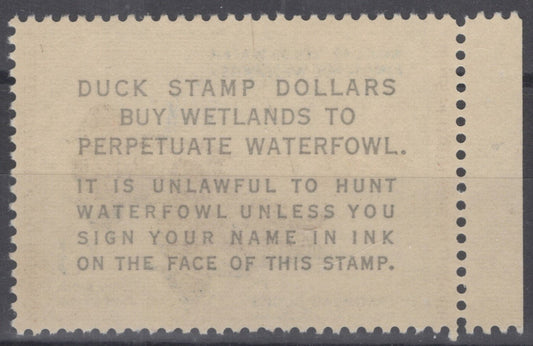 DUCK STAMP DOLLARS
BUY WETLANDS TO
PERPETUATE WATERFOWL.
IT IS UNLAWFUL TO HUNT
WATERFOWL UNLESS YOU
SIGN YOUR NAME IN INK
ON THE FACE OF THIS STAMP.